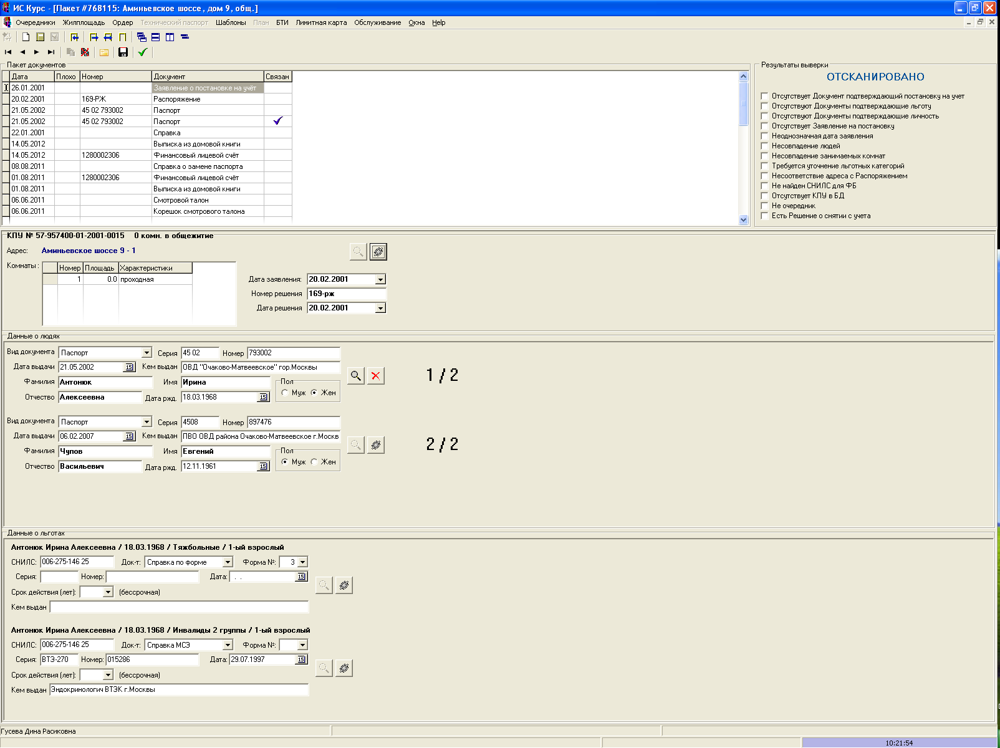 ИС Курс - [Пакет #768115: Аминьевское шоссе, дом 9, общ.]
Очередники Жилплощадь Ордер Технический паспорт Шаблоны План БТИ Лимитная карта Обслуживание Окна Help
Пакет документов
Дата Плохо Номер Документ Связан
26.01.2001 Заявление о постановке на учёт
20.02.2001 169-РЖ Распоряжение
21.05.2002 45 02 793002 Паспорт
21.05.2002 45 02 793002 Паспорт
22.01.2001 Справка
14.05.2012 Выписка из домовой книги
14.05.2012 1280002306 Финансовый лицевой счёт
08.08.2011 Справка о замене паспорта
01.08.2011 1280002306 Финансовый лицевой счёт
01.08.2011 Выписка из домовой книги
06.06.2011 Смотровой талон
06.06.2011 Корешок смотрового талона
Результаты выверки
ОТСКАНИРОВАНО
Отсутствует Документ подтверждающий постановку на учет
Отсутствуют Документы подтверждающие льготу
Отсутствуют Документы подтверждающие личность
Отсутствует Заявление на постановку
Неоднозначная дата заявления
Несовпадение людей
Несовпадение занимаемых комнат
Требуется уточнение льготных категорий
Несоответствие адреса с Распоряжением
Не найден СНИЛС для ФБ
Отсутствует КПУ в БД
Не очередник
Есть Решение о снятии с учета
КПУ № 57-957400-01-2001-0015 0 комн. в общежитие
Адрес: Аминьевское шоссе 9 - 1
Комнаты: Номер Площадь Характеристики
1 0.0 проходная
Дата заявления: 20.02.2001
Номер решения 169-рж
Дата решения 20.02.2001
Данные о людях
Вид документа Паспорт Серия 45 02 Номер 793002
Дата выдачи 21.05.2002 15 Кем выдан ОВД "Очаково-Матвеевское" гор.Москвы
Фамилия Антонюк Имя Ирина Пол
Отчество Алексеевна Дата ржд. 18.03.1968 15 Муж Жен
1 / 2
Вид документа Паспорт Серия 4508 Номер 897476
Дата выдачи 06.02.2007 15 Кем выдан ПВО ОВД района Очаково-Матвеевское г.Москв
Фамилия Чупов Имя Евгений Пол
Отчество Васильевич Дата ржд. 12.11.1961 15 Муж Жен
2 / 2
Данные о льготах
Антонюк Ирина Алексеевна / 18.03.1968 / Тяжбольные / 1-ый взрослый
СНИЛС: 006-275-146 25 Док-т: Справка по форме Форма №: 3
Серия: Номер: Дата: . . 15
Срок действия (лет): (бессрочная)
Кем выдан
Антонюк Ирина Алексеевна / 18.03.1968 / Инвалиды 2 группы / 1-ый взрослый
СНИЛС: 006-275-146 25 Док-т: Справка МСЭ Форма №:
Серия: ВТЭ-270 Номер: 015286 Дата: 29.07.1997 15
Срок действия (лет): (бессрочная)
Кем выдан Эндокринологич ВТЭК г.Москвы
Гусева Дина Расиковна
10:21:54